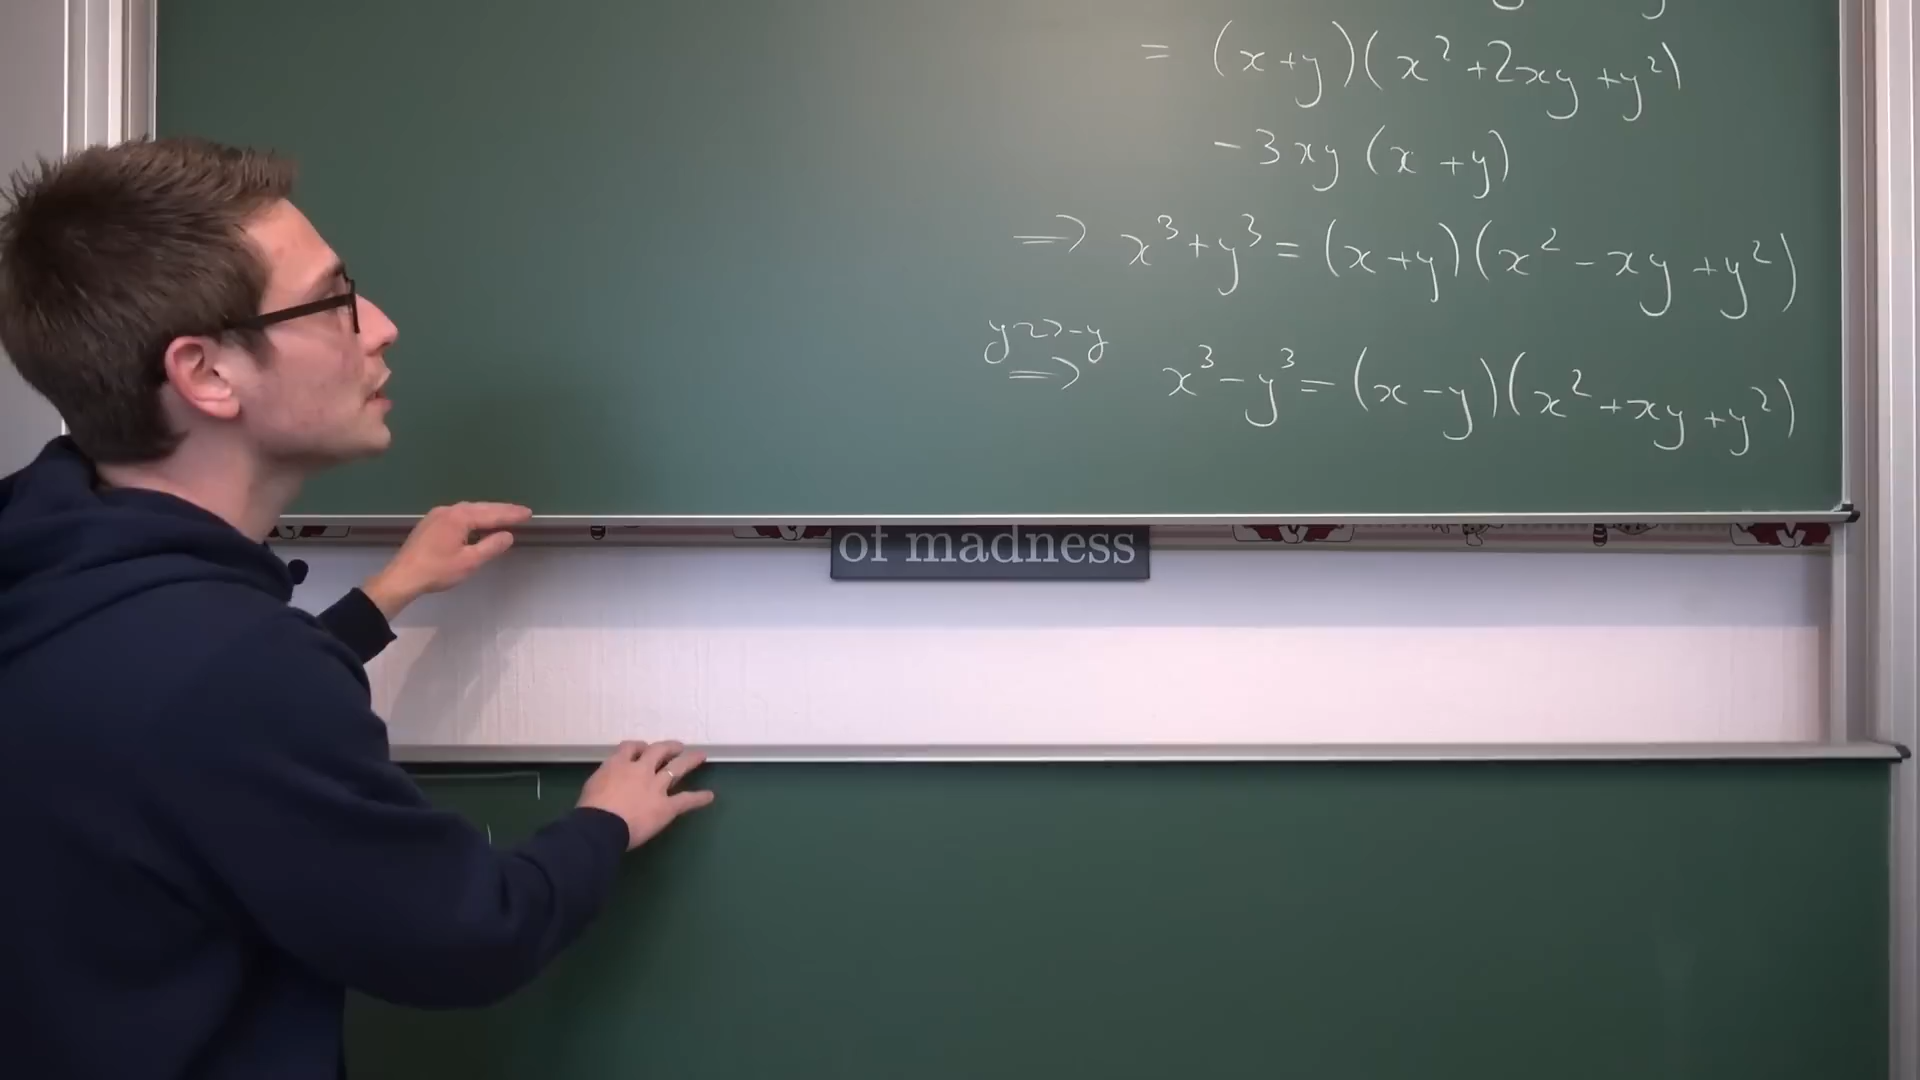 = (x+y)(x²+2xy+y²)
-3xy(x+y)
⇒ x³+y³=(x+y)(x²-xy+y²)
y~>-y
⇒ x³-y³=(x-y)(x²+xy+y²)
of madness